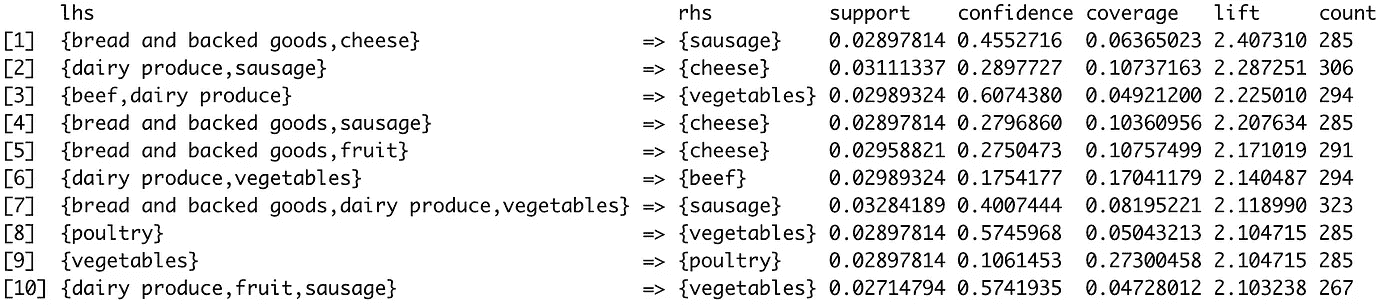 lhs rhs support confidence coverage lift count
[1] {bread and backed goods,cheese} => {sausage} 0.02897814 0.4552716 0.06365023 2.407310 285
[2] {dairy produce,sausage} => {cheese} 0.03111337 0.2897727 0.10737163 2.287251 306
[3] {beef,dairy produce} => {vegetables} 0.02989324 0.6074380 0.04921200 2.225010 294
[4] {bread and backed goods,sausage} => {cheese} 0.02897814 0.2796860 0.10360956 2.207634 285
[5] {bread and backed goods,fruit} => {cheese} 0.02958821 0.2750473 0.10757499 2.171019 291
[6] {dairy produce,vegetables} => {beef} 0.02989324 0.1754177 0.17041179 2.140487 294
[7] {bread and backed goods,dairy produce,vegetables} => {sausage} 0.03284189 0.4007444 0.08195221 2.118990 323
[8] {poultry} => {vegetables} 0.02897814 0.5745968 0.05043213 2.104715 285
[9] {vegetables} => {poultry} 0.02897814 0.1061453 0.27300458 2.104715 285
[10] {dairy produce,fruit,sausage} => {vegetables} 0.02714794 0.5741935 0.04728012 2.103238 267